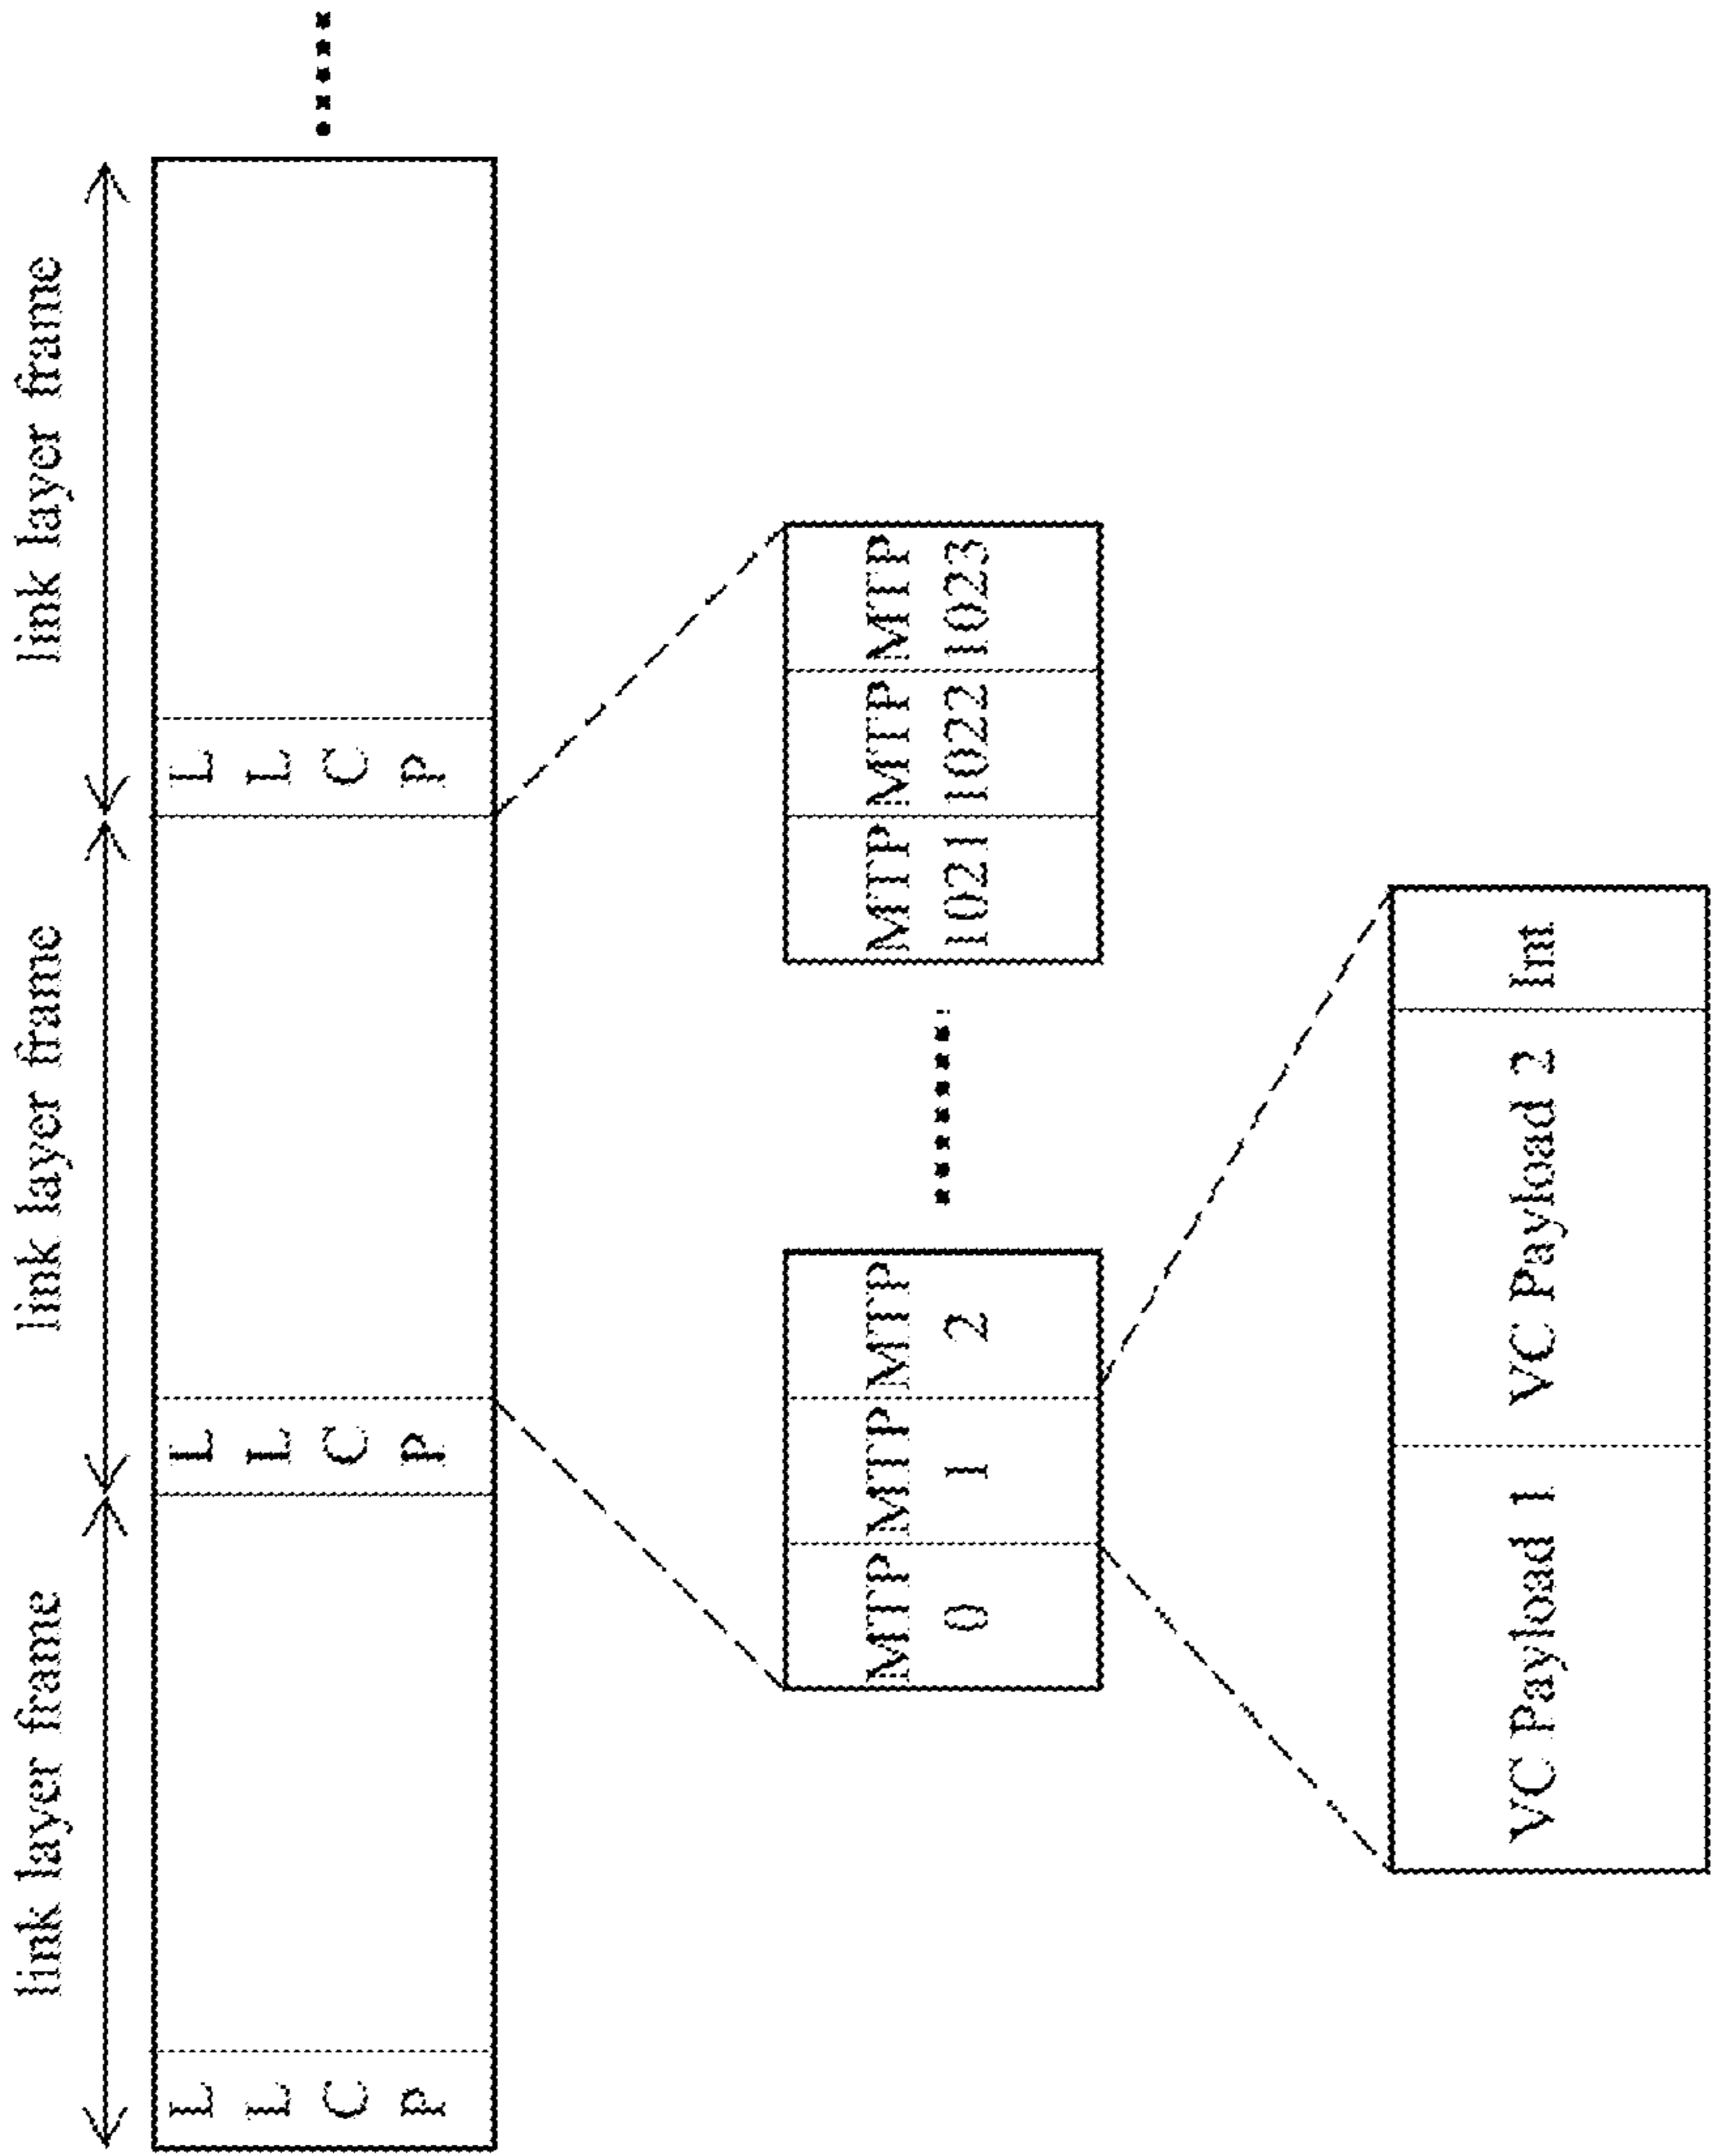 link layer frame
link layer frame
link layer frame
L
L
C
P
L
L
C
P
L
L
C
P
MTP
0
MTP
1
MTP
2
MTP
1021
MTP
1022
MTP
1023
VC Payload 1
VC Payload 2
Int